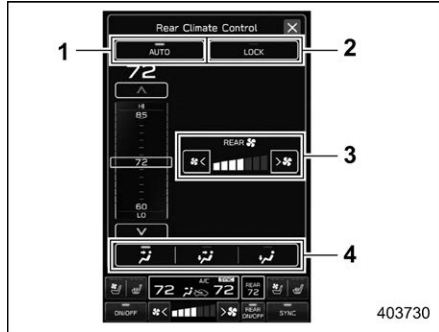 Rear Climate Control
1
AUTO
LOCK
2
72
HI
85
72
60
LO
REAR
3
4
A/C SYNC
72
72
REAR
72
ON/OFF
REAR
ON/OFF
SYNC
403730